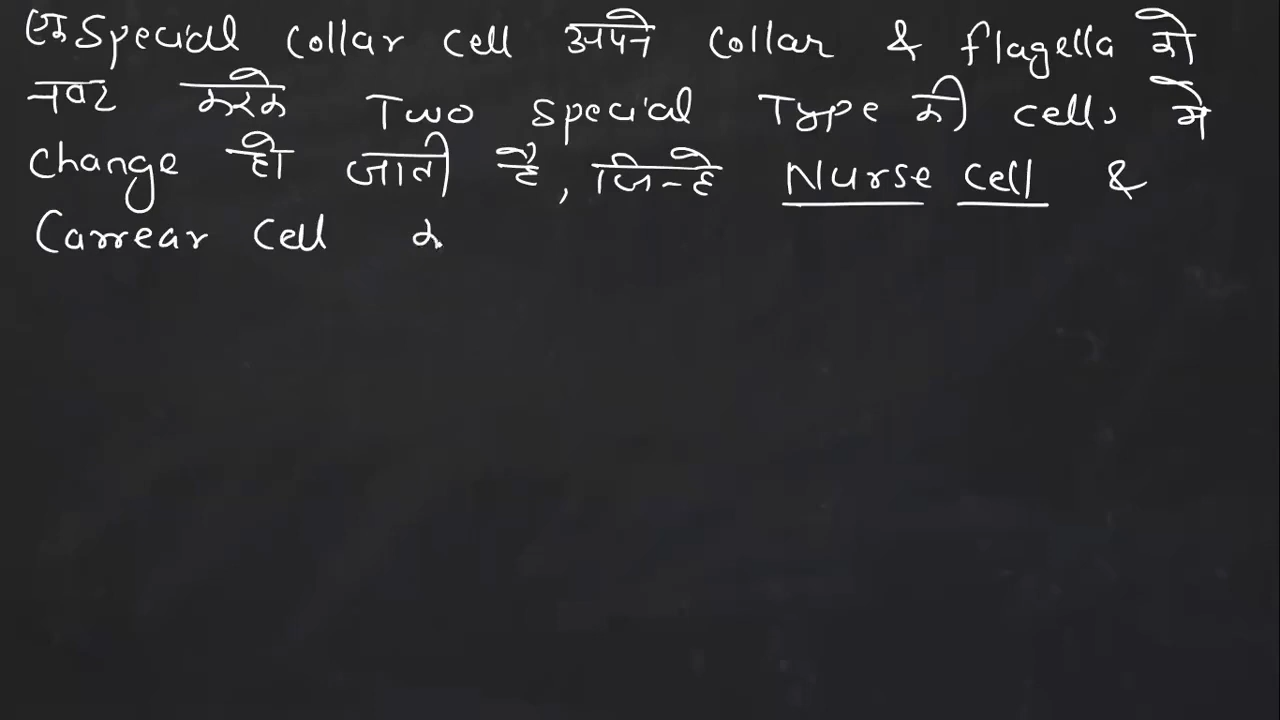 एक Special Collar Cell अपने Collar & flagella को
नष्ट करके Two Special Type की cells मे
change हो जाती है, जिन्हे Nurse Cell &
Carrear Cell क